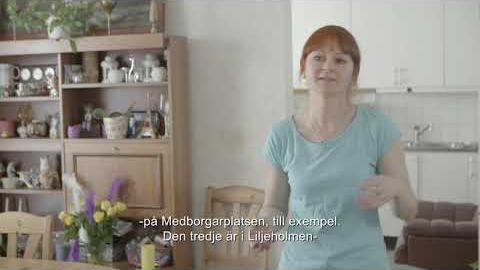 -på Medborgarplatsen, till exempel.
Den tredje är i Liljeholmen-